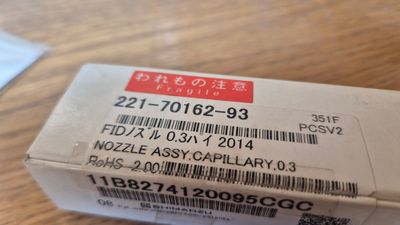 われもの注意
Fragile
221-70162-93
351F
PCSV2
FIDノズル 0.3ハイ 2014
NOZZLE ASSY,CAPILLARY,0.3
RoHS 2.00
11B8274120095CGC
SHIMADZU